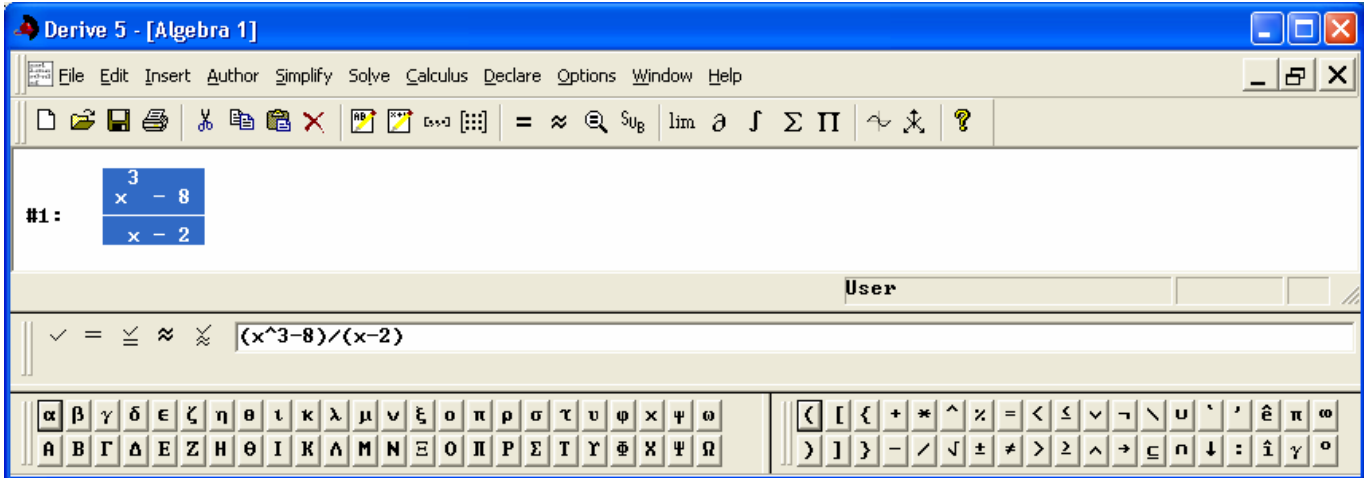 Derive 5 - [Algebra 1]
File Edit Insert Author Simplify Solve Calculus Declare Options Window Help
= ≈ SUB lim ∂ ∫ Σ Π ?
3
x - 8
#1:
x - 2
User
✓ = ≈ (x^3-8)/(x-2)
α β γ δ ε ζ η θ ι κ λ μ ν ξ ο π ρ σ τ υ φ χ ψ ω ( [ { + * ^ % = < ≤ ∨ ¬ \ ∪ ` ' ê π ∞
Α Β Γ Δ Ε Ζ Η Θ Ι Κ Λ Μ Ν Ξ Ο Π Ρ Σ Τ Υ Φ Χ Ψ Ω ) ] } - / √ ± ≠ > ≥ ∧ → ⊆ ∩ ↓ : î γ °